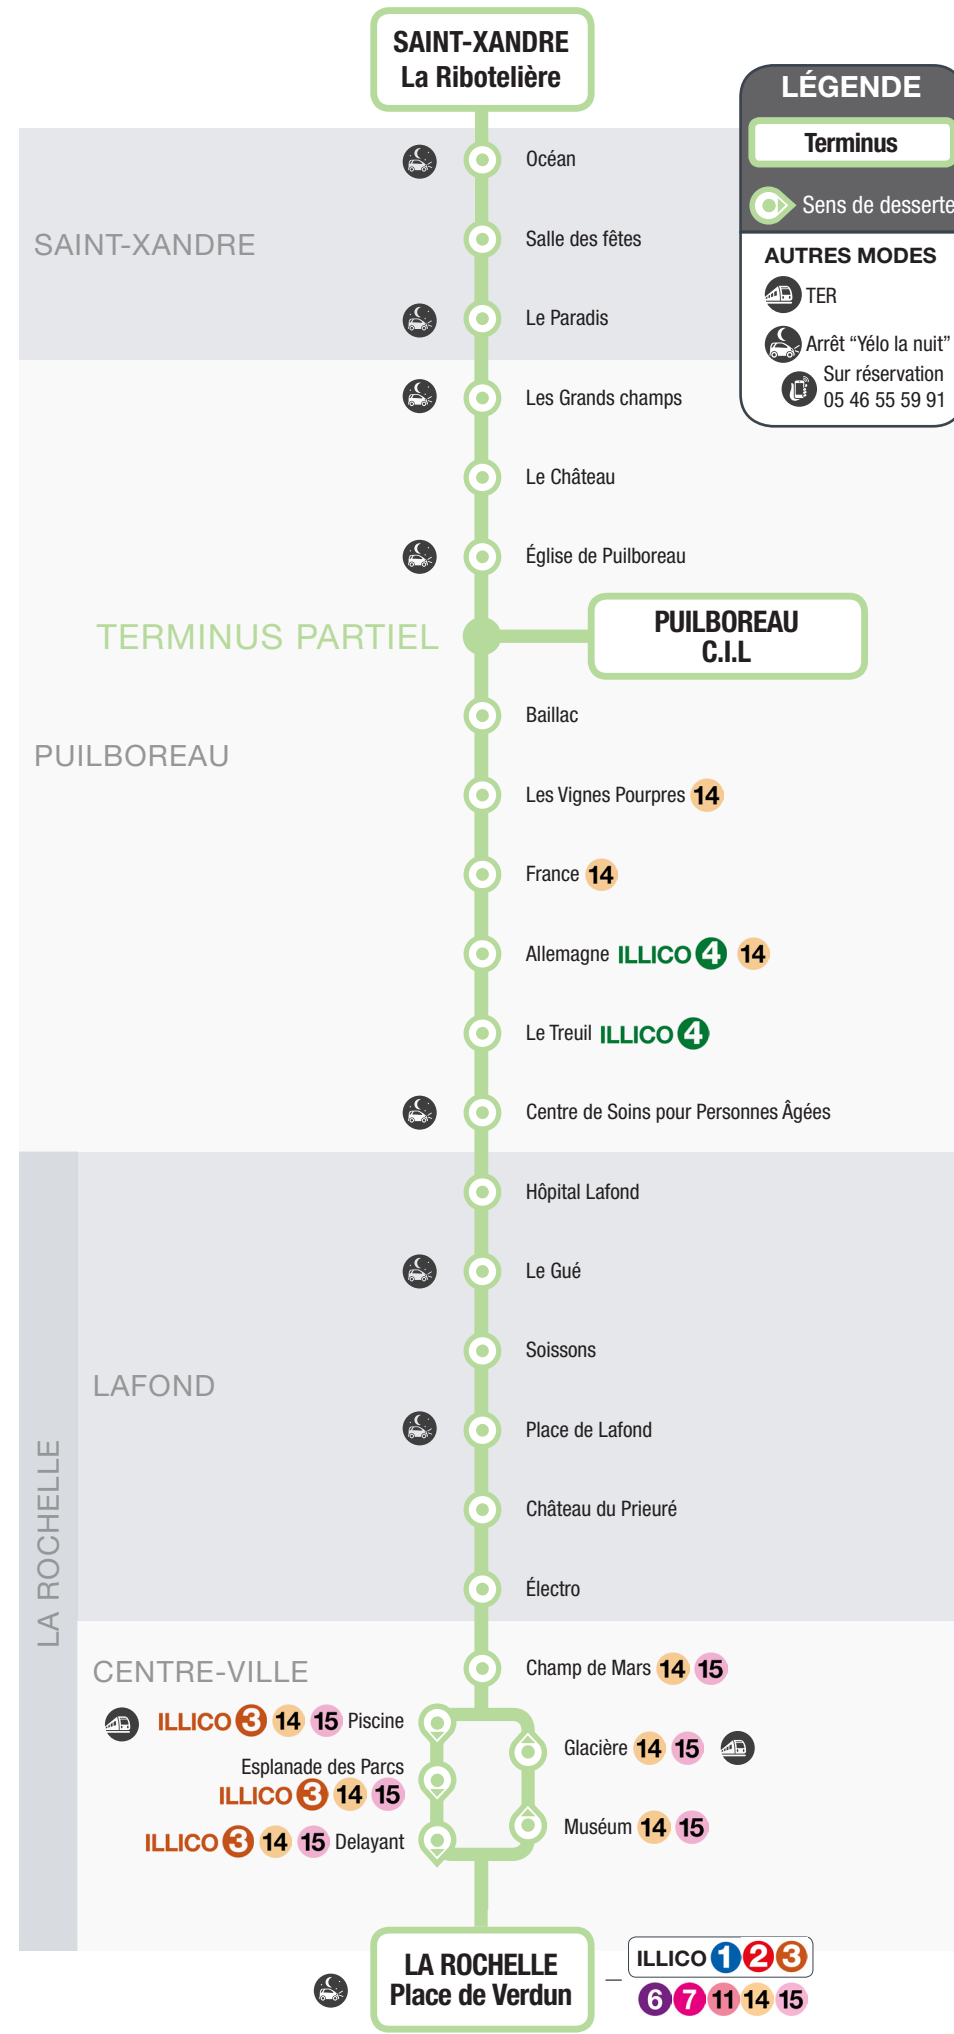 SAINT-XANDRE
La Ribotelière
LÉGENDE
Terminus
Sens de desserte
AUTRES MODES
TER
Arrêt “Yélo la nuit”
Sur réservation
05 46 55 59 91
SAINT-XANDRE
Océan
Salle des fêtes
Le Paradis
Les Grands champs
Le Château
Église de Puilboreau
TERMINUS PARTIEL
PUILBOREAU
C.I.L
PUILBOREAU
Baillac
Les Vignes Pourpres 14
France 14
Allemagne ILLICO 4 14
Le Treuil ILLICO 4
Centre de Soins pour Personnes Âgées
LA ROCHELLE
LAFOND
Hôpital Lafond
Le Gué
Soissons
Place de Lafond
Château du Prieuré
Électro
CENTRE-VILLE
Champ de Mars 14 15
ILLICO 3 14 15 Piscine
Glacière 14 15
Esplanade des Parcs
ILLICO 3 14 15
Muséum 14 15
ILLICO 3 14 15 Delayant
LA ROCHELLE
Place de Verdun
ILLICO 1 2 3
6 7 11 14 15